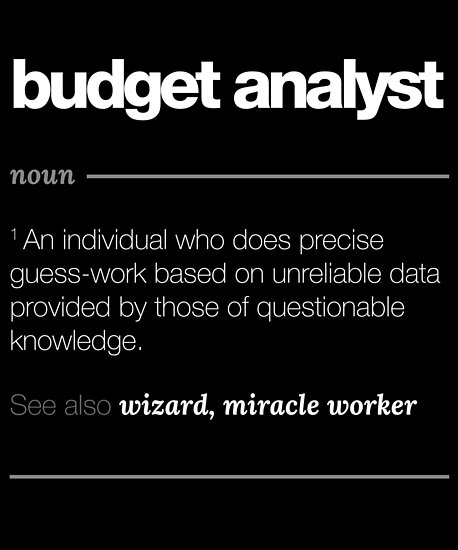 budget analyst
noun
¹ An individual who does precise
guess-work based on unreliable data
provided by those of questionable
knowledge.
See also wizard, miracle worker